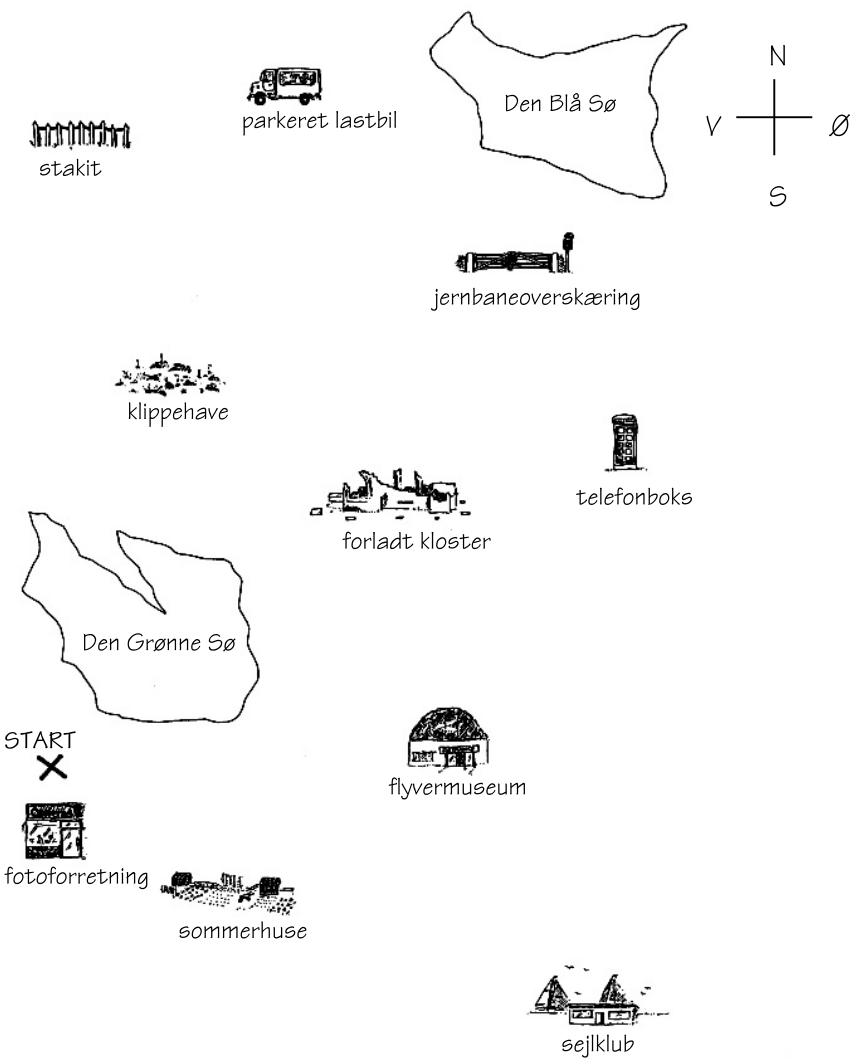 N
Den Blå Sø
parkeret lastbil
V
Ø
stakit
S
jernbaneoverskæring
klippehave
telefonboks
forladt kloster
Den Grønne Sø
START
flyvermuseum
fotoforretning
sommerhuse
sejlklub